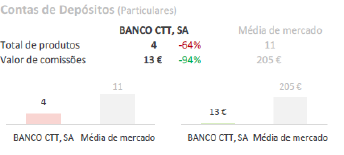 Contas de Depósitos (Particulares)
BANCO CTT, SA Média de mercado
Total de produtos 4 -64% 11
Valor de comissões 13 € -94% 205 €
4 11 13 € 205 €
BANCO CTT, SA Média de mercado BANCO CTT, SA Média de mercado